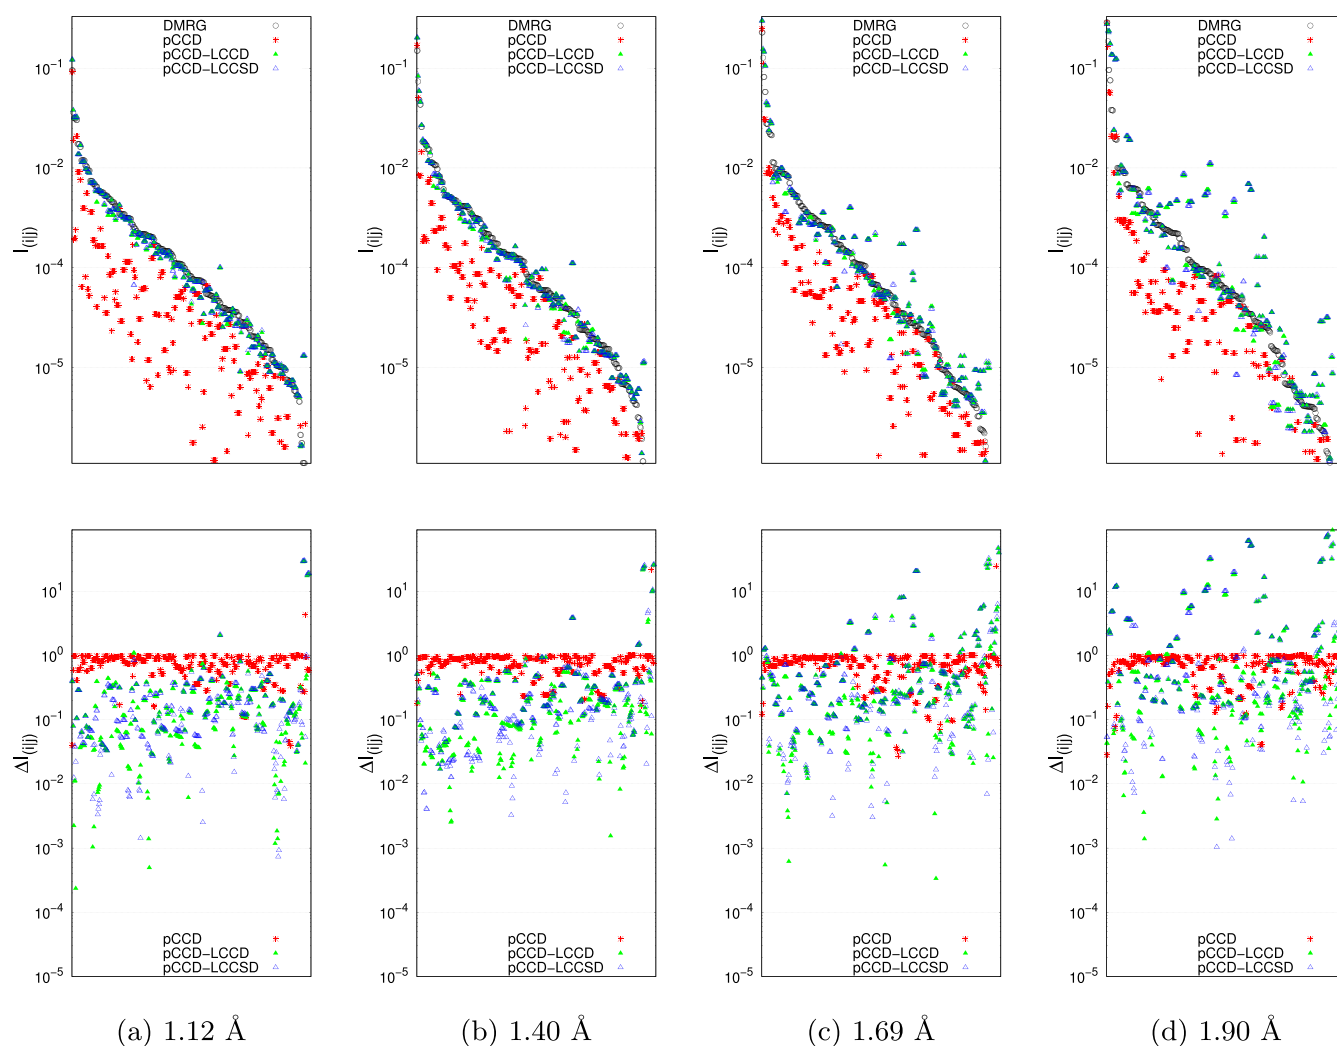 DMRG
pCCD
pCCD−LCCD
pCCD−LCCSD
10⁻¹
10⁻²
10⁻⁴
10⁻⁵
I(i|j)
DMRG
pCCD
pCCD−LCCD
pCCD−LCCSD
10⁻¹
10⁻²
10⁻⁴
10⁻⁵
I(i|j)
DMRG
pCCD
pCCD−LCCD
pCCD−LCCSD
10⁻¹
10⁻²
10⁻⁴
10⁻⁵
I(i|j)
DMRG
pCCD
pCCD−LCCD
pCCD−LCCSD
10⁻¹
10⁻²
10⁻⁴
10⁻⁵
I(i|j)
10¹
10⁰
10⁻¹
10⁻²
10⁻³
10⁻⁴
10⁻⁵
ΔI(i|j)
pCCD
pCCD−LCCD
pCCD−LCCSD
10¹
10⁰
10⁻¹
10⁻²
10⁻³
10⁻⁴
10⁻⁵
ΔI(i|j)
pCCD
pCCD−LCCD
pCCD−LCCSD
10¹
10⁰
10⁻¹
10⁻²
10⁻³
10⁻⁴
10⁻⁵
ΔI(i|j)
pCCD
pCCD−LCCD
pCCD−LCCSD
10¹
10⁰
10⁻¹
10⁻²
10⁻³
10⁻⁴
10⁻⁵
ΔI(i|j)
pCCD
pCCD−LCCD
pCCD−LCCSD
(a) 1.12 Å
(b) 1.40 Å
(c) 1.69 Å
(d) 1.90 Å